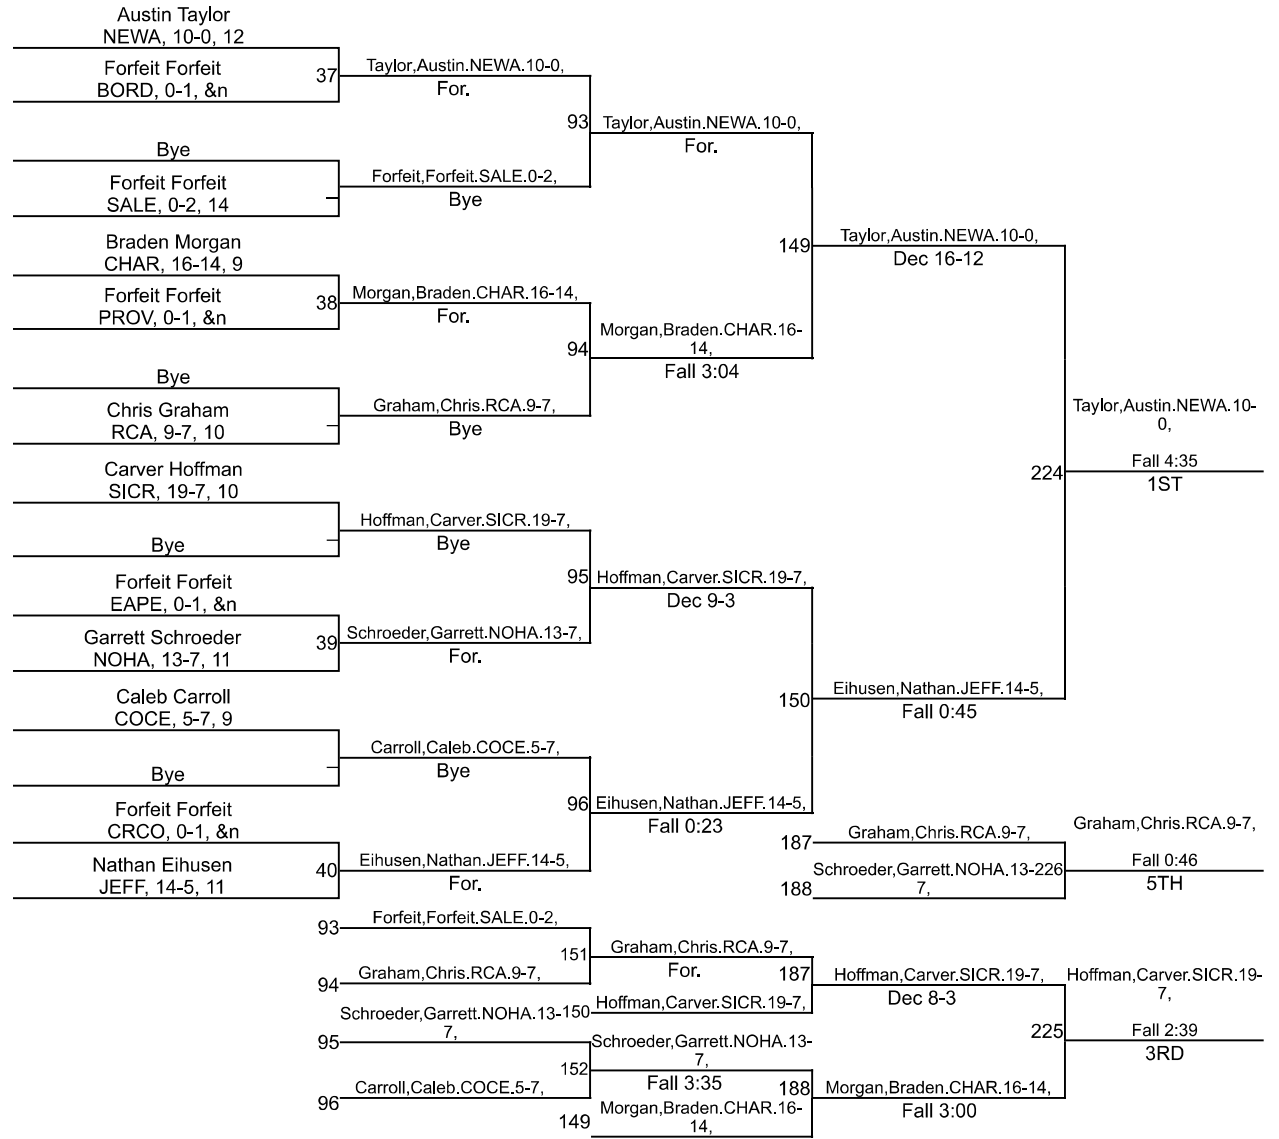 Austin Taylor
NEWA, 10-0, 12
Forfeit Forfeit
BORD, 0-1, &n
37
Taylor,Austin.NEWA.10-0,
For.
93
Taylor,Austin.NEWA.10-0,
For.
Bye
Forfeit Forfeit
SALE, 0-2, 14
Forfeit,Forfeit.SALE.0-2,
Bye
149
Taylor,Austin.NEWA.10-0,
Dec 16-12
Braden Morgan
CHAR, 16-14, 9
Forfeit Forfeit
PROV, 0-1, &n
38
Morgan,Braden.CHAR.16-14,
For.
94
Morgan,Braden.CHAR.16-
14,
Fall 3:04
Bye
Chris Graham
RCA, 9-7, 10
Graham,Chris.RCA.9-7,
Bye
224
Taylor,Austin.NEWA.10-
0,
Fall 4:35
1ST
Carver Hoffman
SICR, 19-7, 10
Bye
Hoffman,Carver.SICR.19-7,
Bye
95
Hoffman,Carver.SICR.19-7,
Dec 9-3
Forfeit Forfeit
EAPE, 0-1, &n
Garrett Schroeder
NOHA, 13-7, 11
39
Schroeder,Garrett.NOHA.13-7,
For.
150
Eihusen,Nathan.JEFF.14-5,
Fall 0:45
Caleb Carroll
COCE, 5-7, 9
Bye
Carroll,Caleb.COCE.5-7,
Bye
96
Eihusen,Nathan.JEFF.14-5,
Fall 0:23
Forfeit Forfeit
CRCO, 0-1, &n
Nathan Eihusen
JEFF, 14-5, 11
40
Eihusen,Nathan.JEFF.14-5,
For.
187
Graham,Chris.RCA.9-7,
188
Schroeder,Garrett.NOHA.13-
7,
226
Graham,Chris.RCA.9-7,
Fall 0:46
5TH
93
Forfeit,Forfeit.SALE.0-2,
94
Graham,Chris.RCA.9-7,
151
Graham,Chris.RCA.9-7,
For.
150
Hoffman,Carver.SICR.19-7,
187
Hoffman,Carver.SICR.19-7,
Dec 8-3
95
Schroeder,Garrett.NOHA.13-
7,
96
Carroll,Caleb.COCE.5-7,
152
Schroeder,Garrett.NOHA.13-
7,
Fall 3:35
149
Morgan,Braden.CHAR.16-
14,
188
Morgan,Braden.CHAR.16-14,
Fall 3:00
225
Hoffman,Carver.SICR.19-
7,
Fall 2:39
3RD